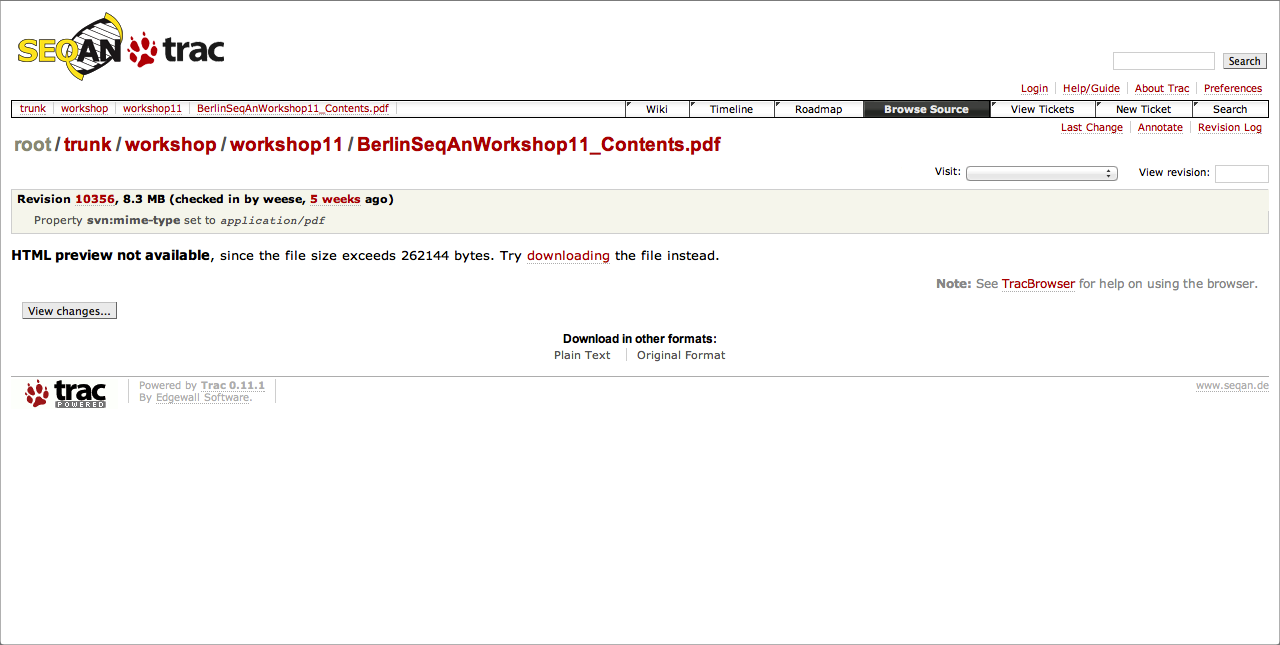 SEQAN trac
Search
Login Help/Guide About Trac Preferences
trunk workshop workshop11 BerlinSeqAnWorkshop11_Contents.pdf Wiki Timeline Roadmap Browse Source View Tickets New Ticket Search
Last Change Annotate Revision Log
root/trunk/workshop/workshop11/BerlinSeqAnWorkshop11_Contents.pdf
Visit: View revision:
Revision 10356, 8.3 MB (checked in by weese, 5 weeks ago)
Property svn:mime-type set to application/pdf
HTML preview not available, since the file size exceeds 262144 bytes. Try downloading the file instead.
Note: See TracBrowser for help on using the browser.
View changes...
Download in other formats:
Plain Text Original Format
trac POWERED
Powered by Trac 0.11.1
By Edgewall Software.
www.seqan.de